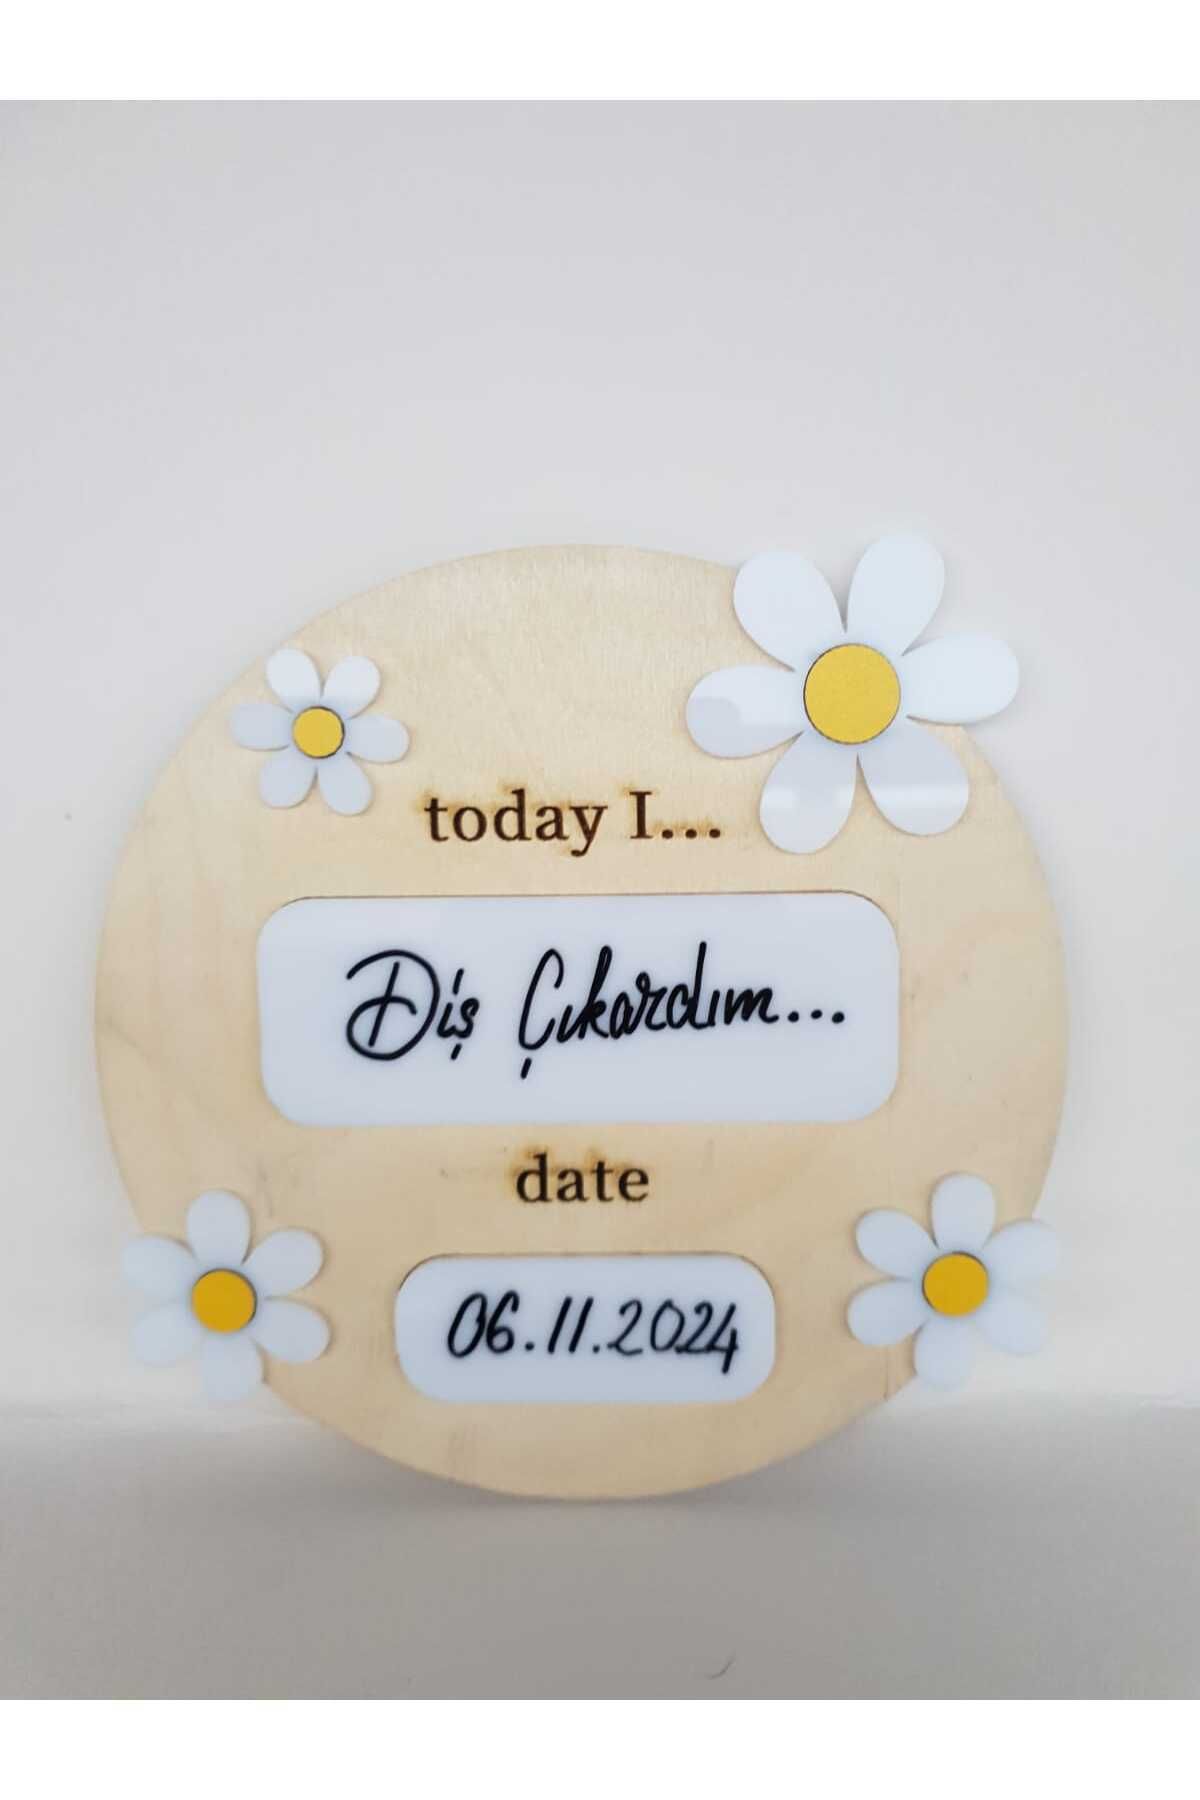 today I...
Diş Çıkardım...
date
06.11.2024